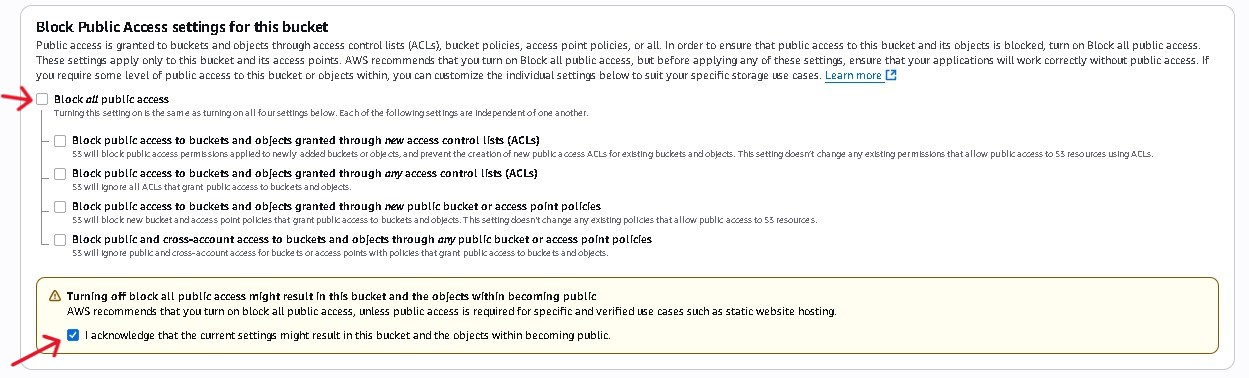 Block Public Access settings for this bucket
Public access is granted to buckets and objects through access control lists (ACLs), bucket policies, access point policies, or all. In order to ensure that public access to this bucket and its objects is blocked, turn on Block all public access.
These settings apply only to this bucket and its access points. AWS recommends that you turn on Block all public access, but before applying any of these settings, ensure that your applications will work correctly without public access. If
you require some level of public access to this bucket or objects within, you can customize the individual settings below to suit your specific storage use cases. Learn more
Block all public access
Turning this setting on is the same as turning on all four settings below. Each of the following settings are independent of one another.
Block public access to buckets and objects granted through new access control lists (ACLs)
S3 will block public access permissions applied to newly added buckets or objects, and prevent the creation of new public access ACLs for existing buckets and objects. This setting doesn't change any existing permissions that allow public access to S3 resources using ACLs.
Block public access to buckets and objects granted through any access control lists (ACLs)
S3 will ignore all ACLs that grant public access to buckets and objects.
Block public access to buckets and objects granted through new public bucket or access point policies
S3 will block new bucket and access point policies that grant public access to buckets and objects. This setting doesn't change any existing policies that allow public access to S3 resources.
Block public and cross-account access to buckets and objects through any public bucket or access point policies
S3 will ignore public and cross-account access for buckets or access points with policies that grant public access to buckets and objects.
Turning off block all public access might result in this bucket and the objects within becoming public
AWS recommends that you turn on block all public access, unless public access is required for specific and verified use cases such as static website hosting.
I acknowledge that the current settings might result in this bucket and the objects within becoming public.